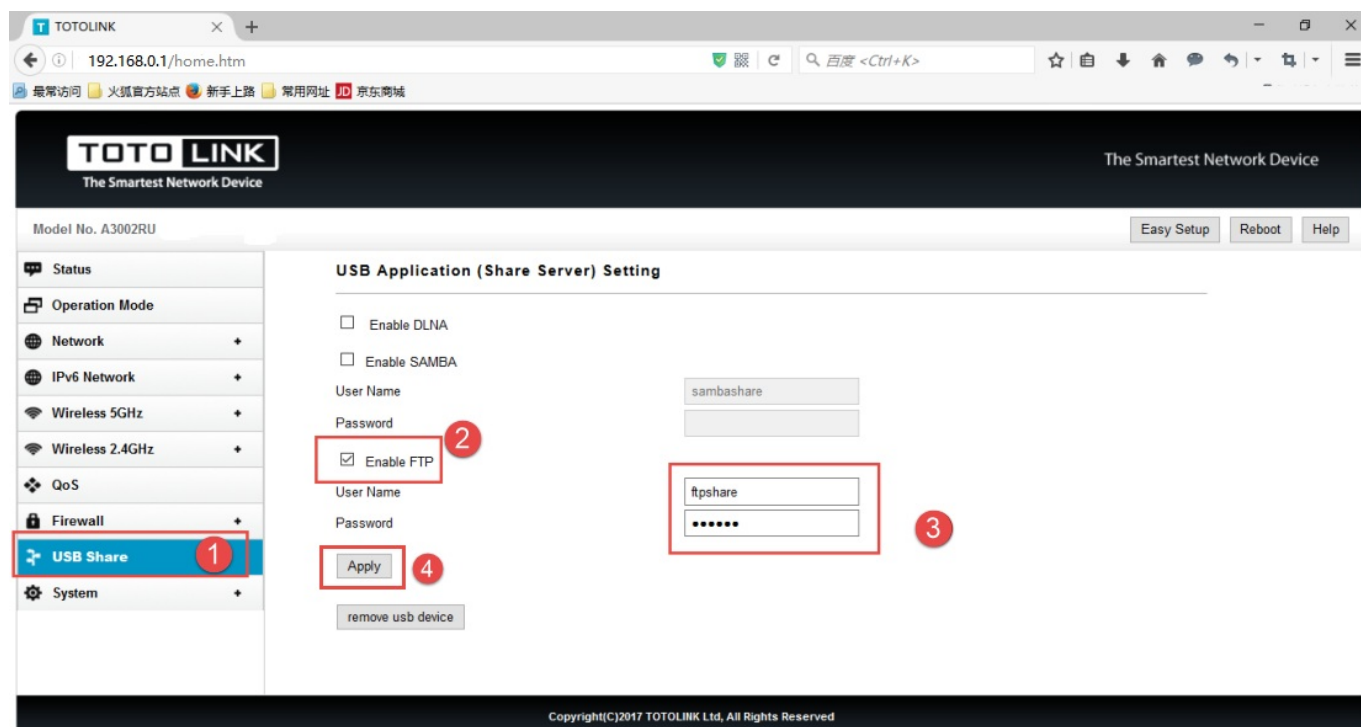 TOTOLINK
192.168.0.1/home.htm
百度 <Ctrl+K>
最常访问 火狐官方站点 新手上路 常用网址 JD 京东商城
TOTO LINK
The Smartest Network Device
The Smartest Network Device
Model No. A3002RU
Easy Setup Reboot Help
Status
Operation Mode
Network +
IPv6 Network +
Wireless 5GHz +
Wireless 2.4GHz +
QoS
Firewall +
USB Share 1
System +
USB Application (Share Server) Setting
Enable DLNA
Enable SAMBA
User Name sambashare
Password
2
Enable FTP
User Name ftpshare
Password ••••••
3
Apply 4
remove usb device
Copyright(C)2017 TOTOLINK Ltd, All Rights Reserved